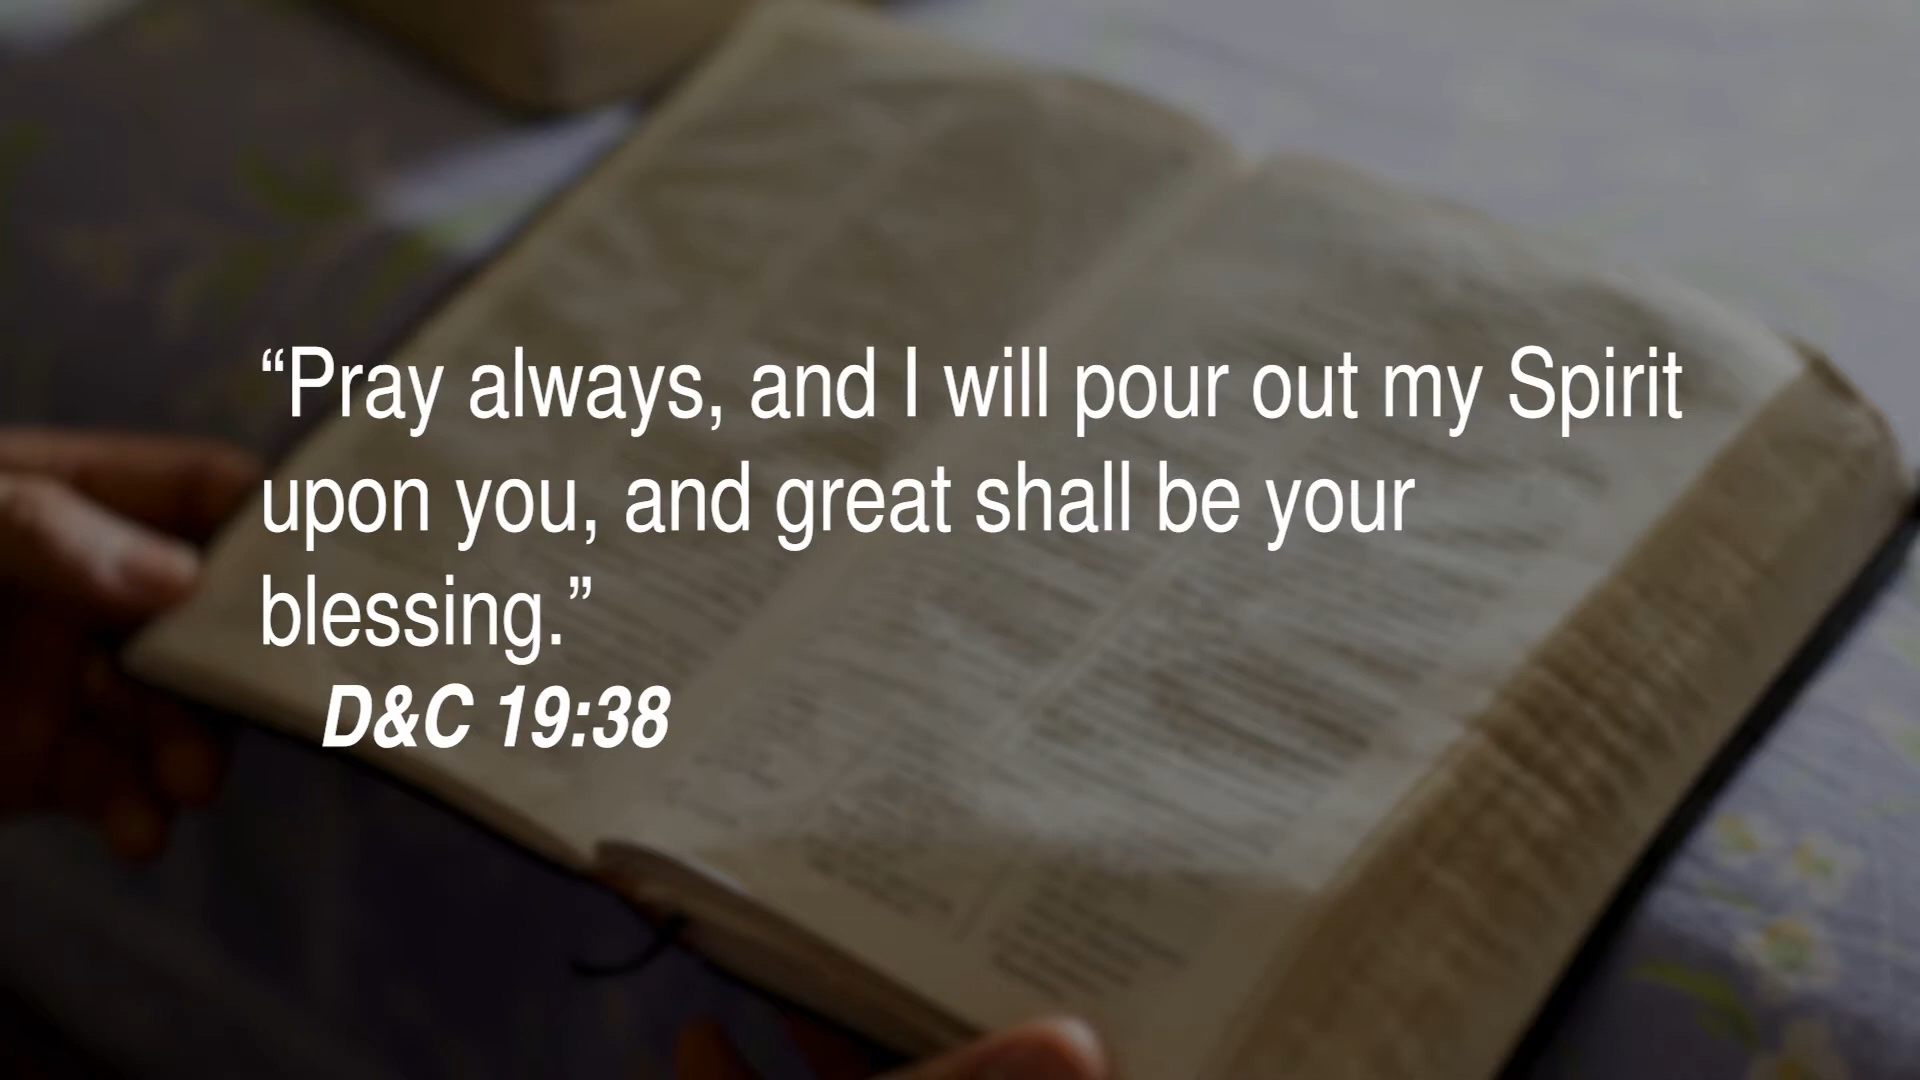 “Pray always, and I will pour out my Spirit
upon you, and great shall be your
blessing.”
D&C 19:38